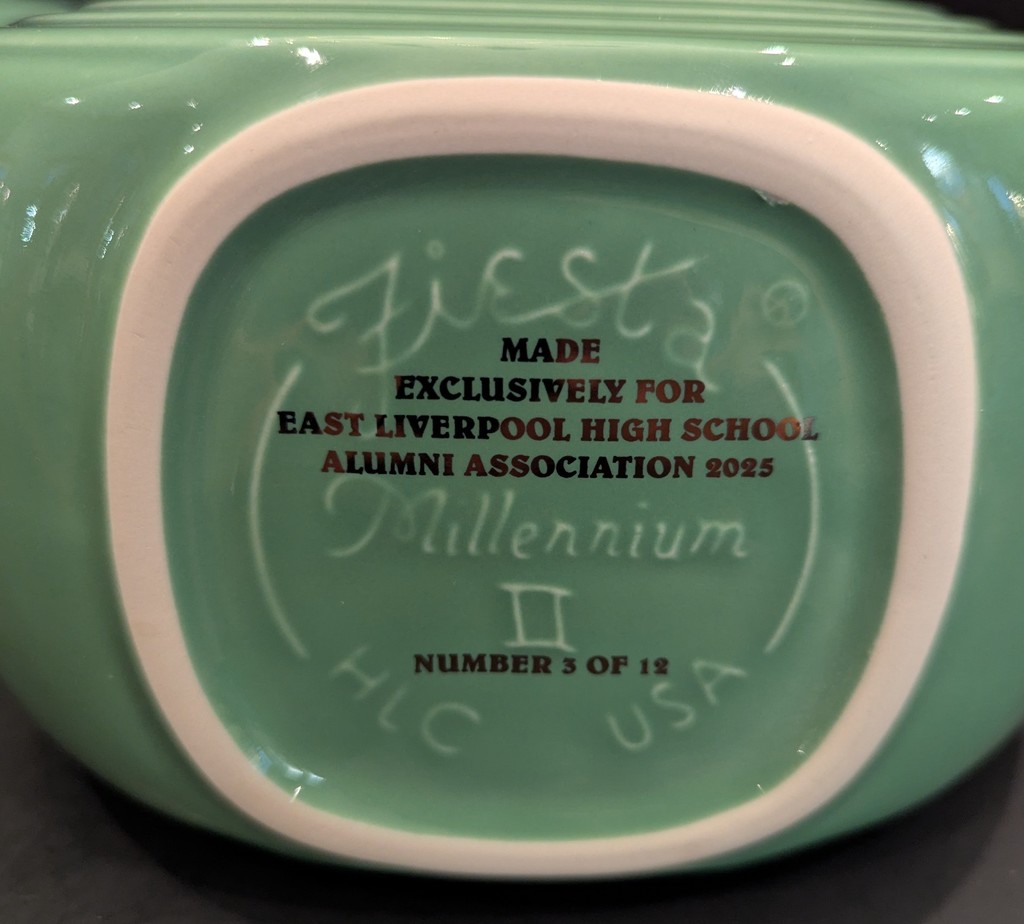 Fiesta ®
MADE
EXCLUSIVELY FOR
EAST LIVERPOOL HIGH SCHOOL
ALUMNI ASSOCIATION 2025
Millennium
II
NUMBER 3 OF 12
HLC USA